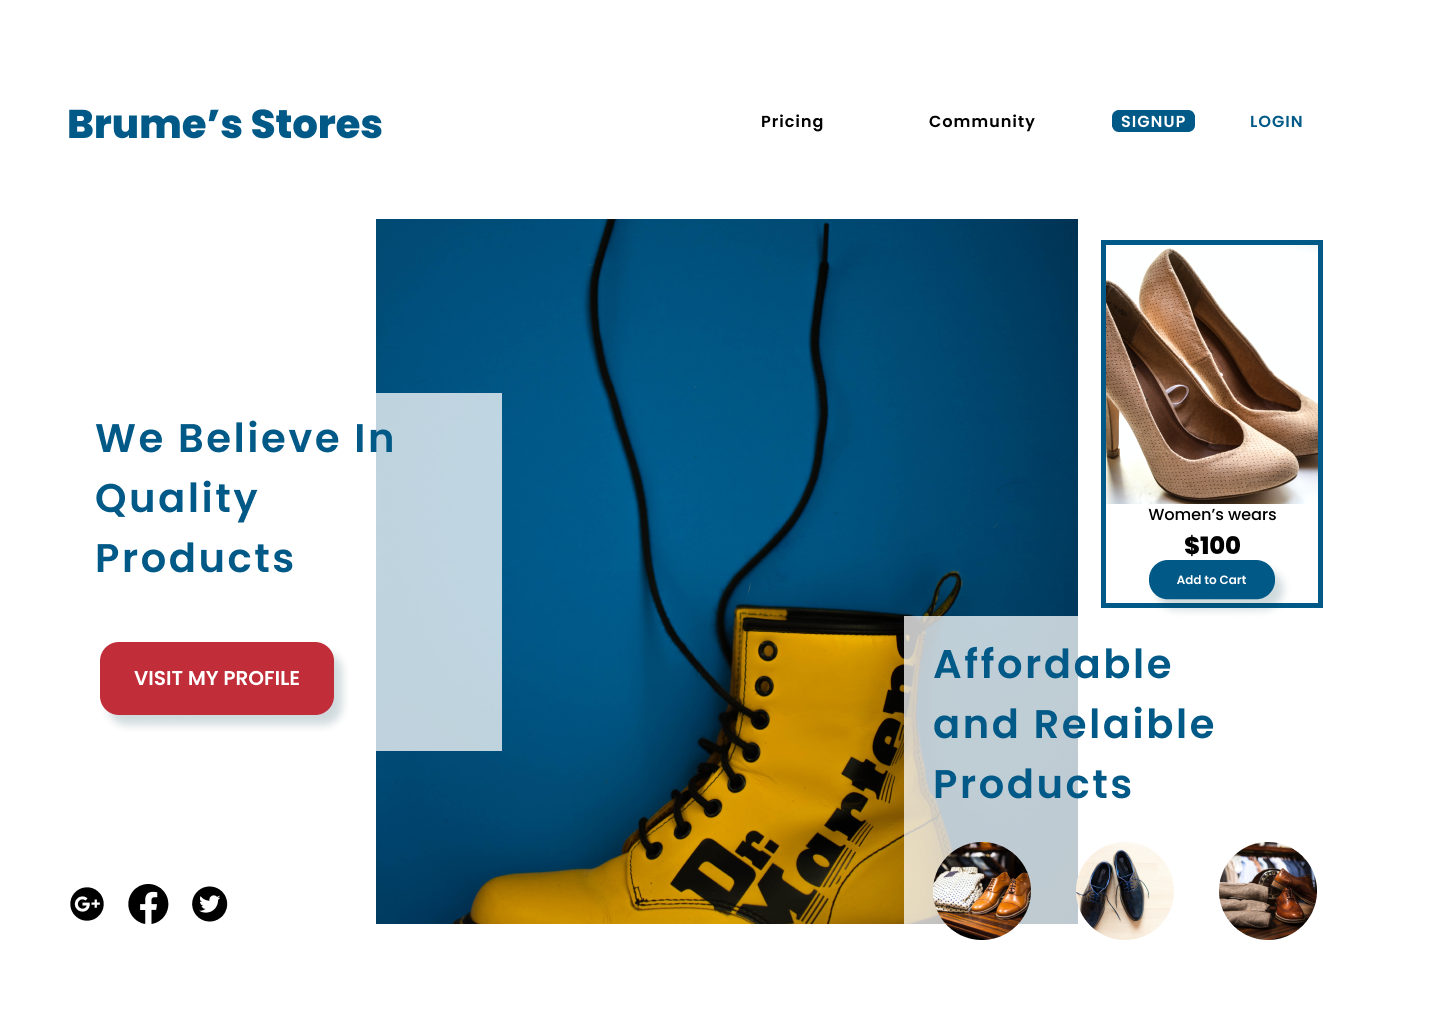 Brume’s Stores
Pricing
Community
SIGNUP
LOGIN
We Believe In
Quality
Products
VISIT MY PROFILE
Dr.
Martens
Women’s wears
$100
Add to Cart
Affordable
and Relaible
Products
G+